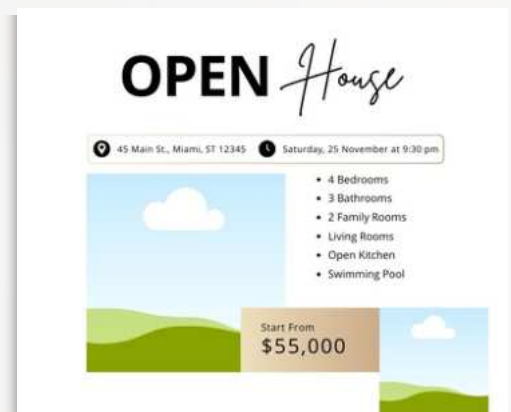 OPEN House
45 Main St., Miami, ST 12345 Saturday, 25 November at 9:30 pm
4 Bedrooms
3 Bathrooms
2 Family Rooms
Living Rooms
Open Kitchen
Swimming Pool
Start From
$55,000